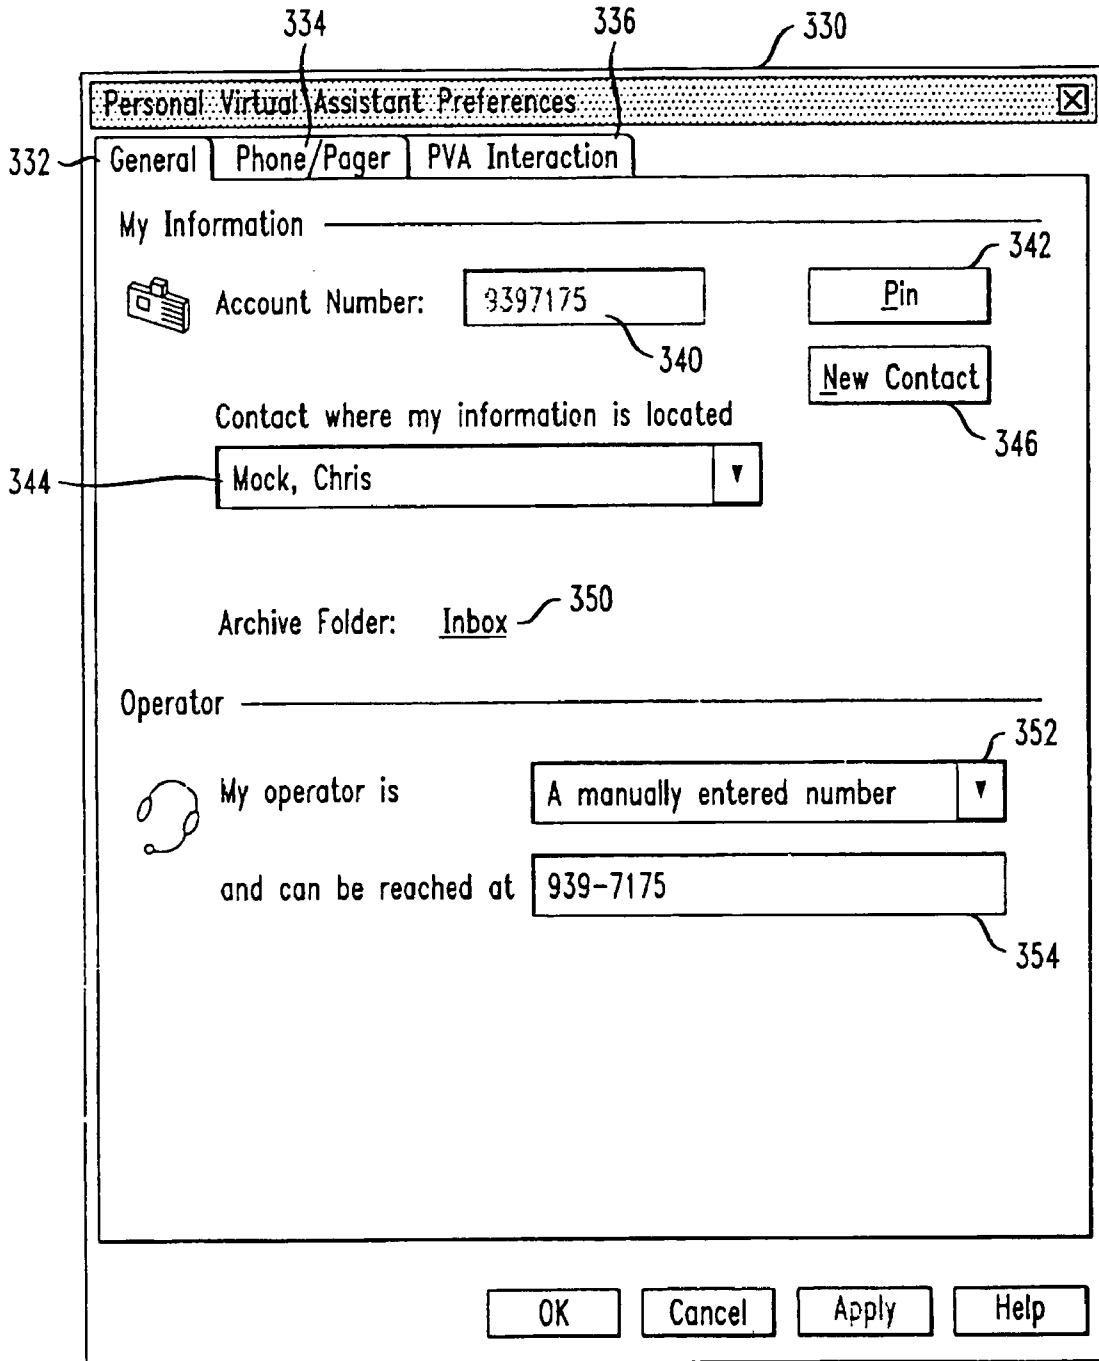 334 336 330
Personal Virtual Assistant Preferences
332 General Phone/Pager PVA Interaction
My Information
342
Account Number: 9397175 Pin
340
New Contact
Contact where my information is located
346
344 Mock, Chris
Archive Folder: Inbox 350
Operator
352
My operator is A manually entered number
and can be reached at 939-7175
354
OK Cancel Apply Help